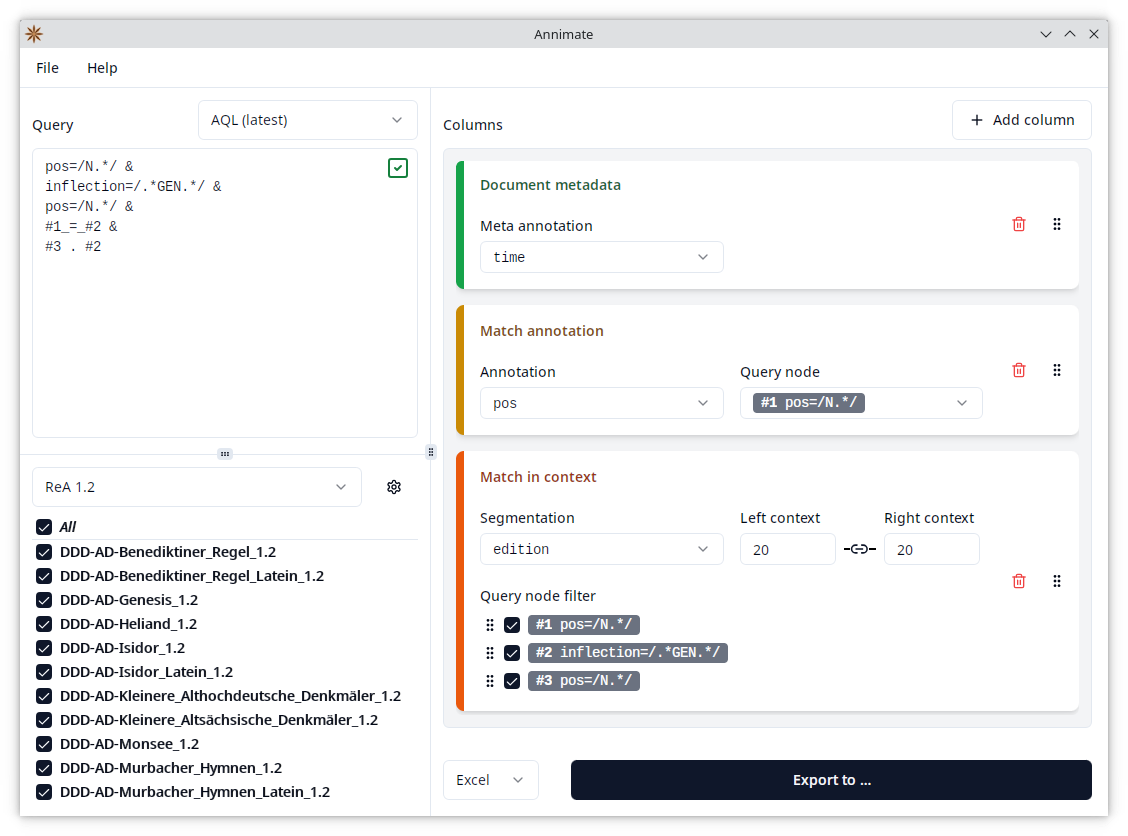 Annimate
File Help
Query
AQL (latest)
pos=/N.*/ &
inflection=/.*GEN.*/ &
pos=/N.*/ &
#1_=_#2 &
#3 . #2
ReA 1.2
All
DDD-AD-Benediktiner_Regel_1.2
DDD-AD-Benediktiner_Regel_Latein_1.2
DDD-AD-Genesis_1.2
DDD-AD-Heliand_1.2
DDD-AD-Isidor_1.2
DDD-AD-Isidor_Latein_1.2
DDD-AD-Kleinere_Althochdeutsche_Denkmäler_1.2
DDD-AD-Kleinere_Altsächsische_Denkmäler_1.2
DDD-AD-Monsee_1.2
DDD-AD-Murbacher_Hymnen_1.2
DDD-AD-Murbacher_Hymnen_Latein_1.2
Columns
Add column
Document metadata
Meta annotation
time
Match annotation
Annotation Query node
pos #1 pos=/N.*/
Match in context
Segmentation Left context Right context
edition 20 20
Query node filter
#1 pos=/N.*/
#2 inflection=/.*GEN.*/
#3 pos=/N.*/
Excel
Export to ...